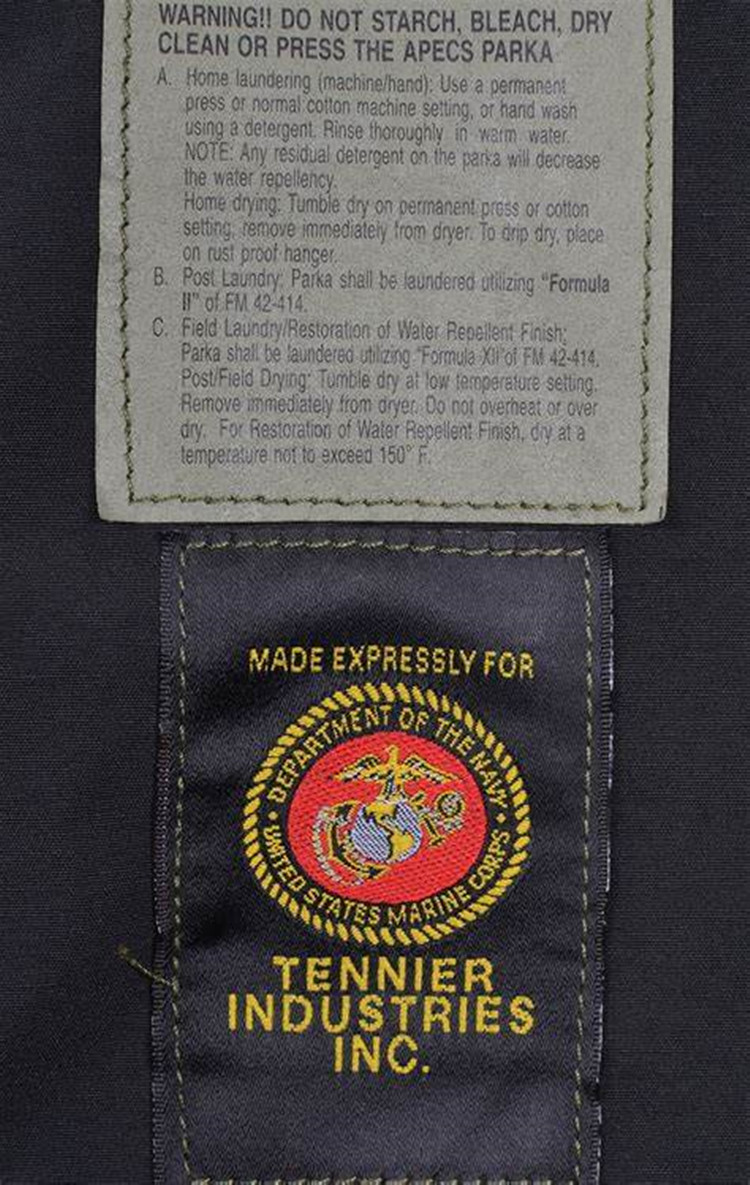 WARNING!! DO NOT STARCH, BLEACH, DRY
CLEAN OR PRESS THE APECS PARKA
A. Home laundering (machine/hand): Use a permanent
press or normal cotton machine setting, or hand wash
using a detergent. Rinse thoroughly in warm water.
NOTE: Any residual detergent on the parka will decrease
the water repellency.
Home drying: Tumble dry on permanent press or cotton
setting, remove immediately from dryer. To drip dry, place
on rust proof hanger.
B. Post Laundry: Parka shall be laundered utilizing "Formula
II" of FM 42-414.
C. Field Laundry/Restoration of Water Repellent Finish:
Parka shall be laundered utilizing "Formula XII"of FM 42-414.
Post/Field Drying: Tumble dry at low temperature setting.
Remove immediately from dryer. Do not overheat or over
dry. For Restoration of Water Repellent Finish, dry at a
temperature not to exceed 150° F.
MADE EXPRESSLY FOR
DEPARTMENT OF THE NAVY
UNITED STATES MARINE CORPS
TENNIER
INDUSTRIES
INC.